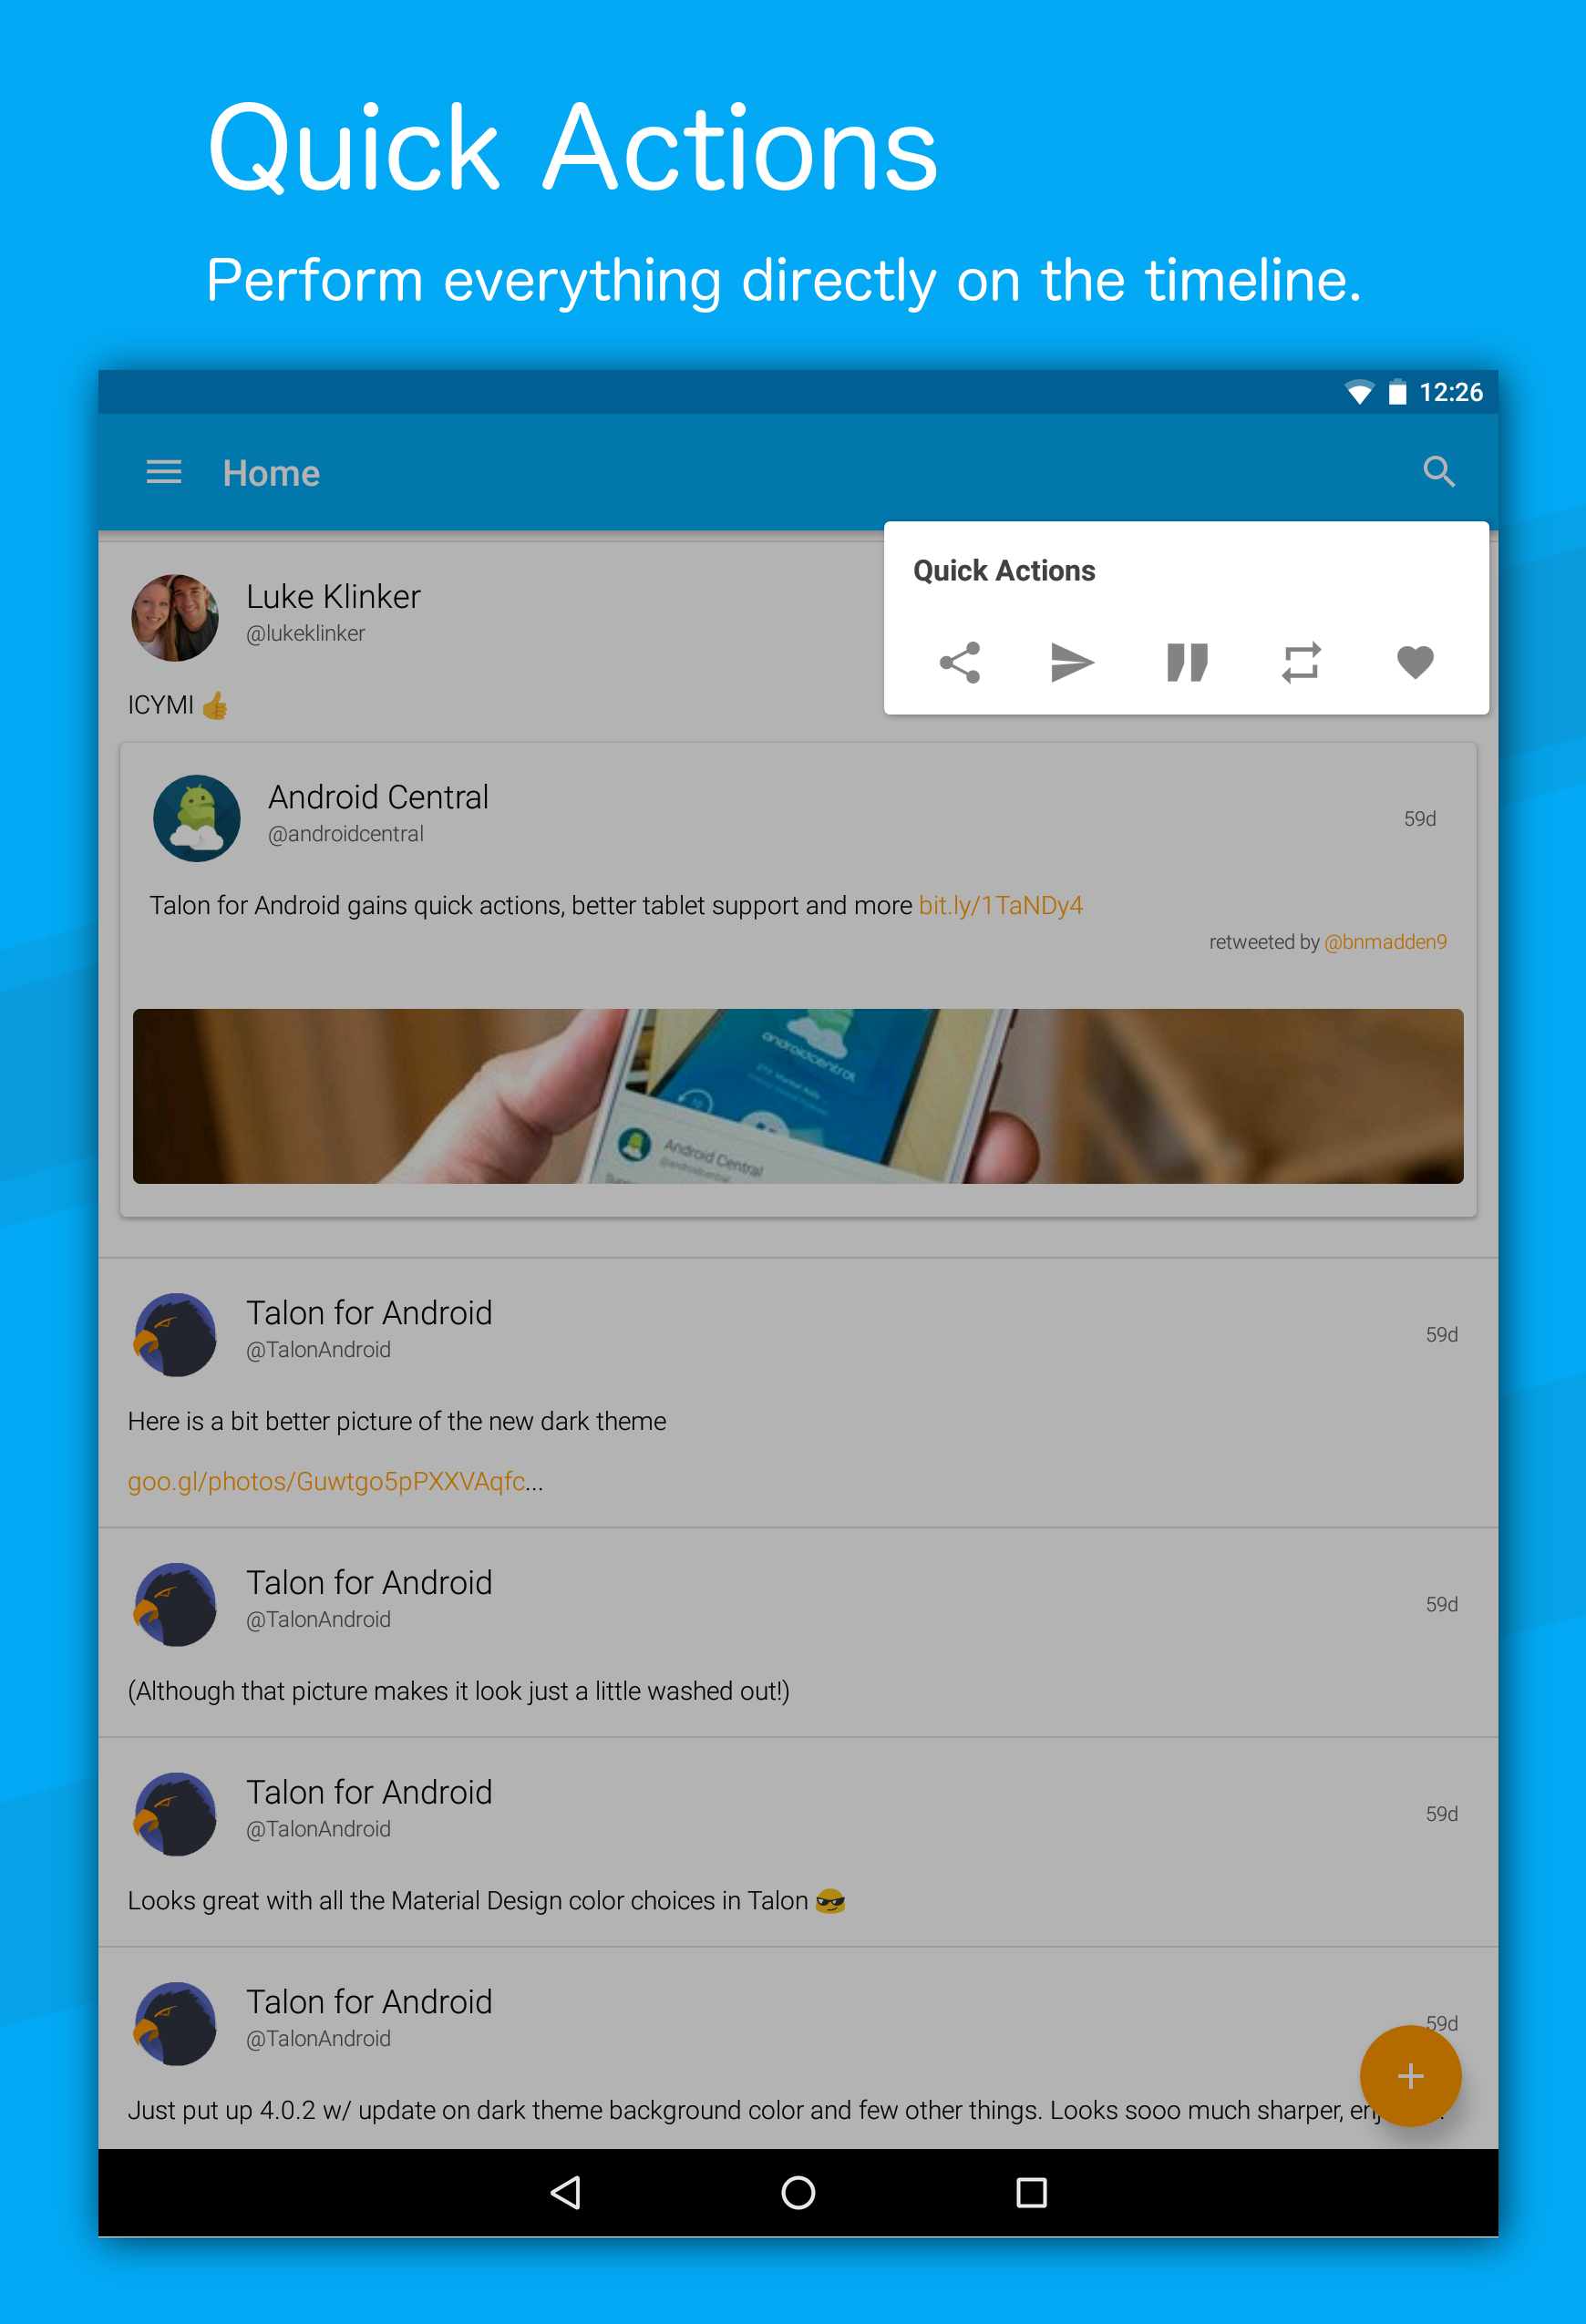 Quick Actions
Perform everything directly on the timeline.
12:26
Home
Quick Actions
Luke Klinker
@lukeklinker
ICYMI 👍
Android Central
@androidcentral
59d
Talon for Android gains quick actions, better tablet support and more bit.ly/1TaNDy4
retweeted by @bnmadden9
androidcentral
Android Central
@androidcentral
Talon for Android
@TalonAndroid
59d
Here is a bit better picture of the new dark theme
goo.gl/photos/Guwtgo5pPXXVAqfc...
Talon for Android
@TalonAndroid
59d
(Although that picture makes it look just a little washed out!)
Talon for Android
@TalonAndroid
59d
Looks great with all the Material Design color choices in Talon 😎
Talon for Android
@TalonAndroid
59d
Just put up 4.0.2 w/ update on dark theme background color and few other things. Looks sooo much sharper,